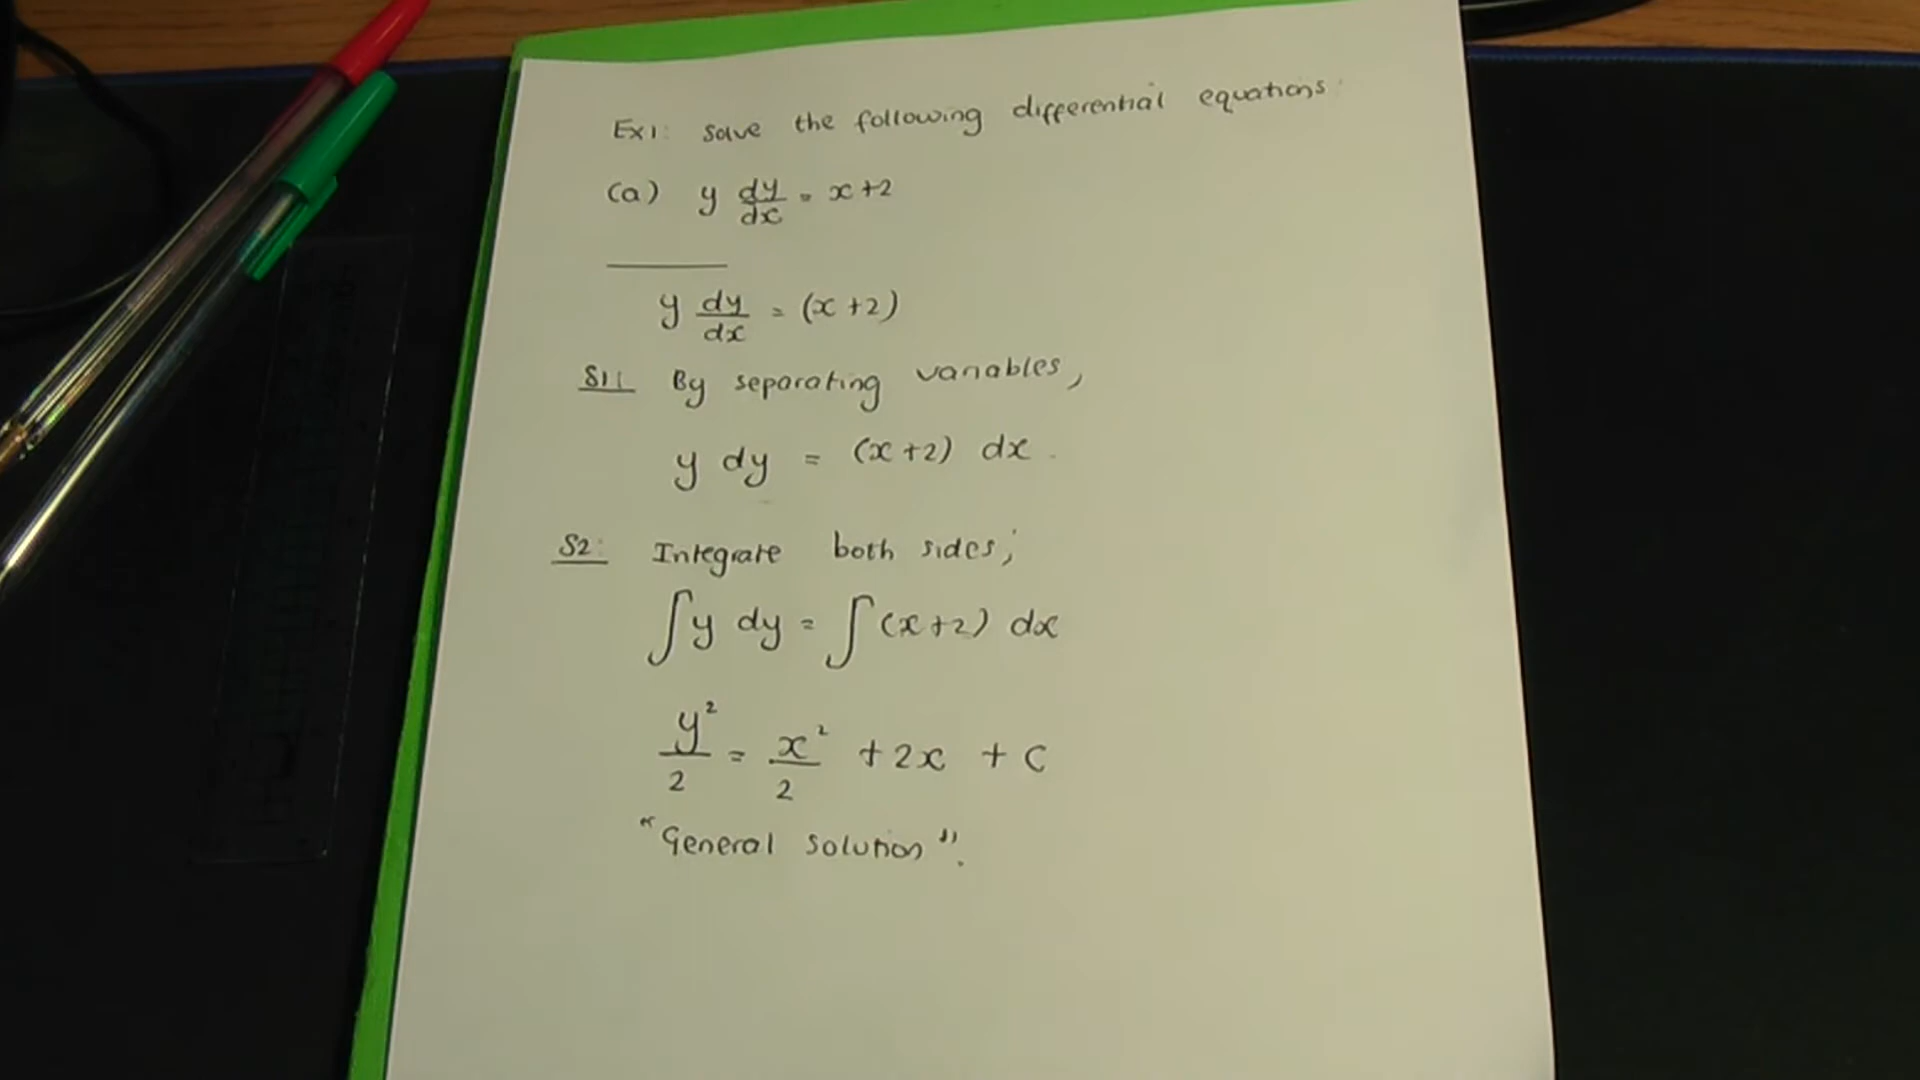 Ex1: Solve the following differential equations:
(a) y dy/dx = x+2
y dy/dx = (x+2)
S1: By separating variables,
y dy = (x+2) dx.
S2: Integrate both sides;
∫y dy = ∫(x+2) dx
y²/2 = x²/2 + 2x + C
"General Solution".